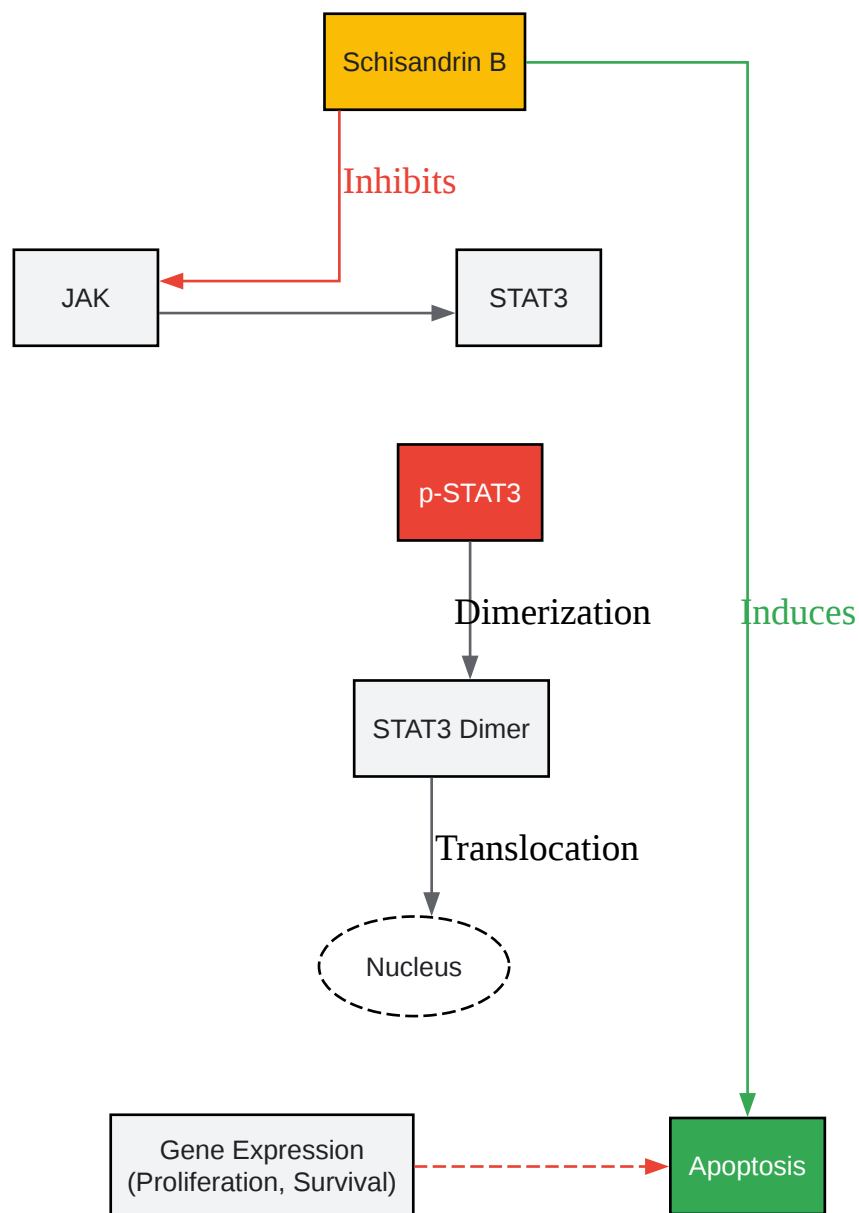 Schisandrin B
Inhibits
JAK
STAT3
p-STAT3
Dimerization
Induces
STAT3 Dimer
Translocation
Nucleus
Gene Expression
(Proliferation, Survival)
Apoptosis